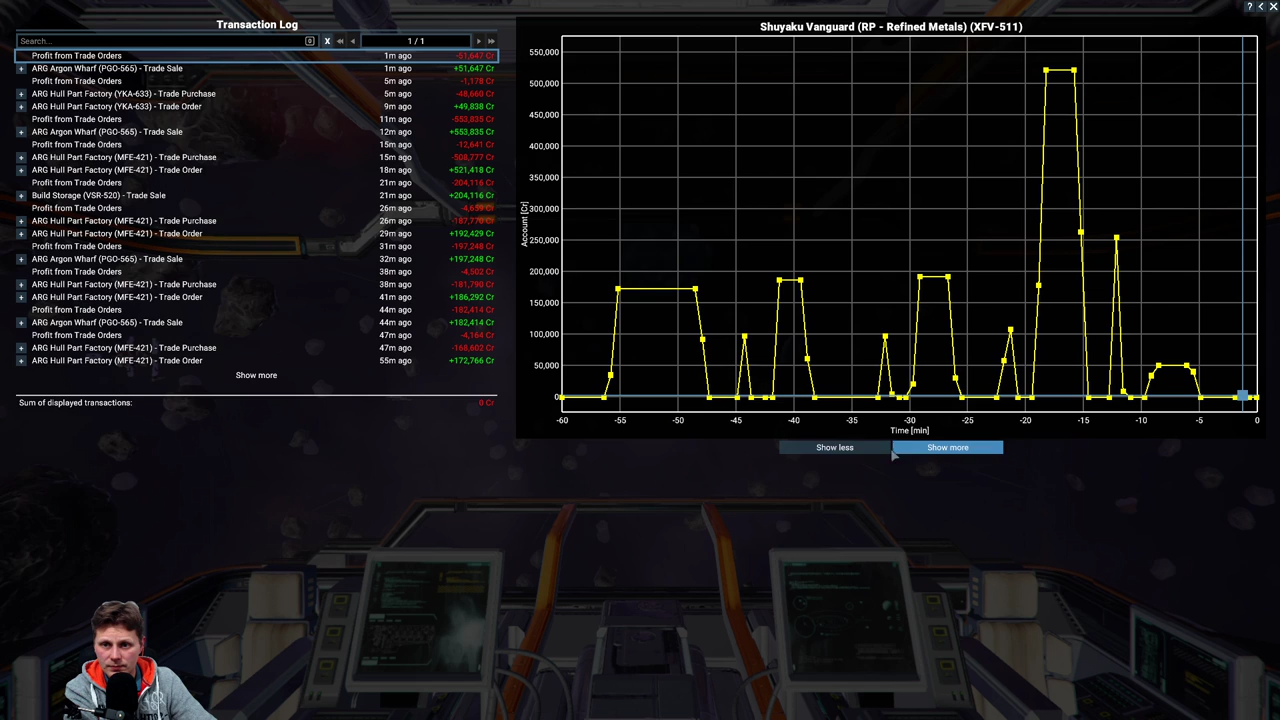 Transaction Log
Search...
X
1 / 1
Profit from Trade Orders 1m ago -51,647 Cr
+ ARG Argon Wharf (PGO-565) - Trade Sale 1m ago +51,647 Cr
Profit from Trade Orders 5m ago -1,178 Cr
+ ARG Hull Part Factory (YKA-633) - Trade Purchase 5m ago -48,660 Cr
+ ARG Hull Part Factory (YKA-633) - Trade Order 9m ago +49,838 Cr
Profit from Trade Orders 11m ago -553,835 Cr
+ ARG Argon Wharf (PGO-565) - Trade Sale 12m ago +553,835 Cr
Profit from Trade Orders 15m ago -12,641 Cr
+ ARG Hull Part Factory (MFE-421) - Trade Purchase 15m ago -508,777 Cr
+ ARG Hull Part Factory (MFE-421) - Trade Order 18m ago +521,418 Cr
Profit from Trade Orders 21m ago -204,116 Cr
+ Build Storage (VSR-520) - Trade Sale 21m ago +204,116 Cr
Profit from Trade Orders 26m ago -4,659 Cr
+ ARG Hull Part Factory (MFE-421) - Trade Purchase 26m ago -187,770 Cr
+ ARG Hull Part Factory (MFE-421) - Trade Order 29m ago +192,429 Cr
Profit from Trade Orders 31m ago -197,248 Cr
+ ARG Argon Wharf (PGO-565) - Trade Sale 32m ago +197,248 Cr
Profit from Trade Orders 38m ago -4,502 Cr
+ ARG Hull Part Factory (MFE-421) - Trade Purchase 38m ago -181,790 Cr
+ ARG Hull Part Factory (MFE-421) - Trade Order 41m ago +186,292 Cr
Profit from Trade Orders 44m ago -182,414 Cr
+ ARG Argon Wharf (PGO-565) - Trade Sale 44m ago +182,414 Cr
Profit from Trade Orders 47m ago -4,164 Cr
+ ARG Hull Part Factory (MFE-421) - Trade Purchase 47m ago -168,602 Cr
+ ARG Hull Part Factory (MFE-421) - Trade Order 55m ago +172,766 Cr
Show more
Sum of displayed transactions: 0 Cr
Shuyaku Vanguard (RP - Refined Metals) (XFV-511)
550,000
500,000
450,000
400,000
350,000
300,000
250,000
200,000
150,000
100,000
50,000
0
Account [Cr]
-60 -55 -50 -45 -40 -35 -30 -25 -20 -15 -10 -5 0
Time [min]
Show less
Show more